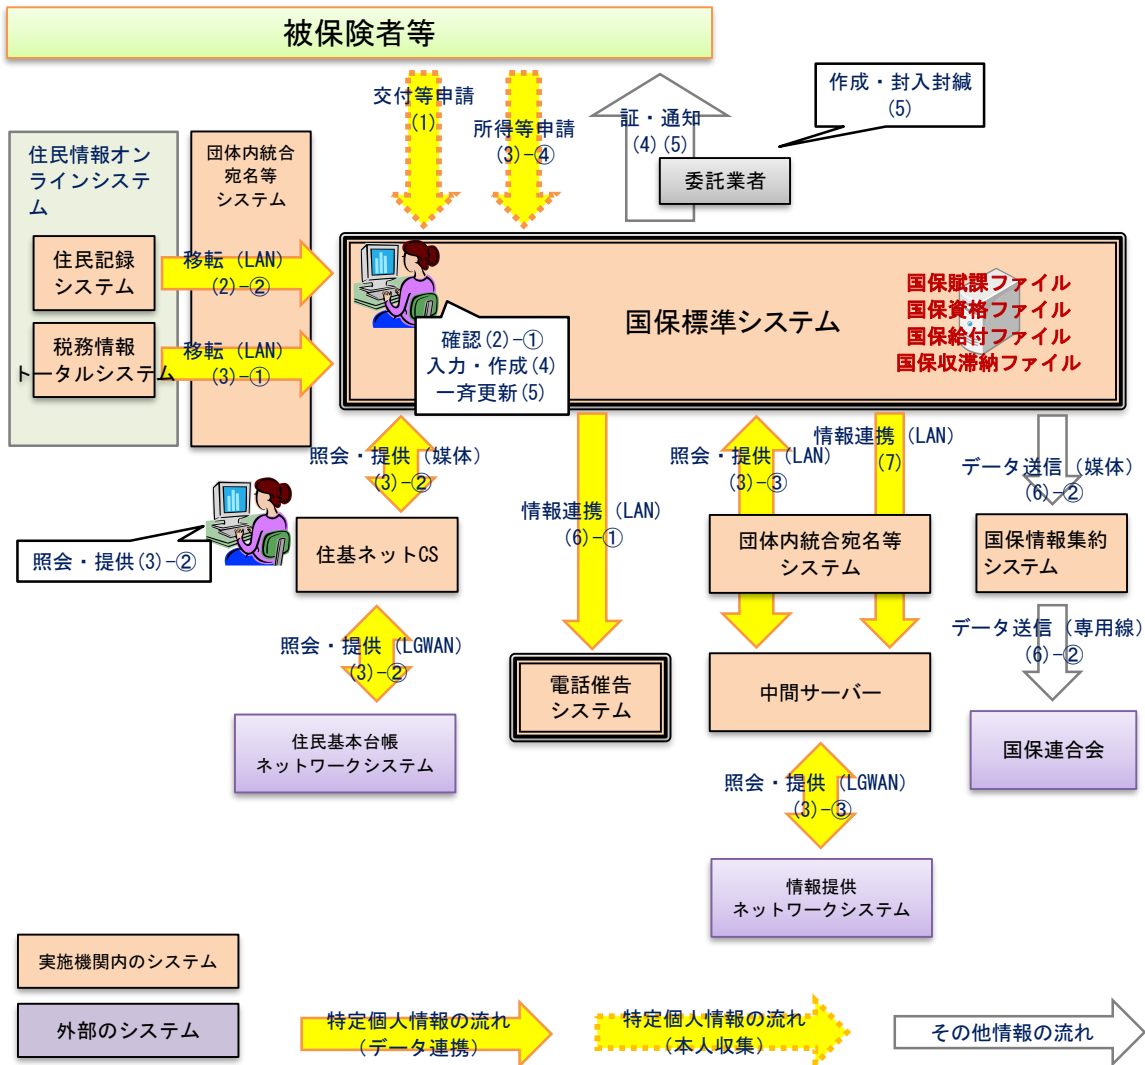 被保険者等
交付等申請
(1)
所得等申請
(3)-④
証・通知
(4)(5)
作成・封入封緘
(5)
委託業者
住民情報オン
ラインシステ
ム
団体内統合
宛名等
システム
住民記録
システム
移転（LAN）
(2)-②
税務情報
トータルシステム
移転（LAN）
(3)-①
国保標準システム
国保賦課ファイル
国保資格ファイル
国保給付ファイル
国保収滞納ファイル
確認(2)-①
入力・作成(4)
一斉更新(5)
照会・提供（媒体）
(3)-②
情報連携（LAN）
(6)-①
照会・提供（LAN）
(3)-③
情報連携（LAN）
(7)
データ送信（媒体）
(6)-②
照会・提供(3)-②
住基ネットCS
団体内統合宛名等
システム
国保情報集約
システム
照会・提供（LGWAN）
(3)-②
データ送信（専用線）
(6)-②
電話催告
システム
中間サーバー
住民基本台帳
ネットワークシステム
国保連合会
照会・提供（LGWAN）
(3)-③
情報提供
ネットワークシステム
実施機関内のシステム
外部のシステム
特定個人情報の流れ
（データ連携）
特定個人情報の流れ
（本人収集）
その他情報の流れ